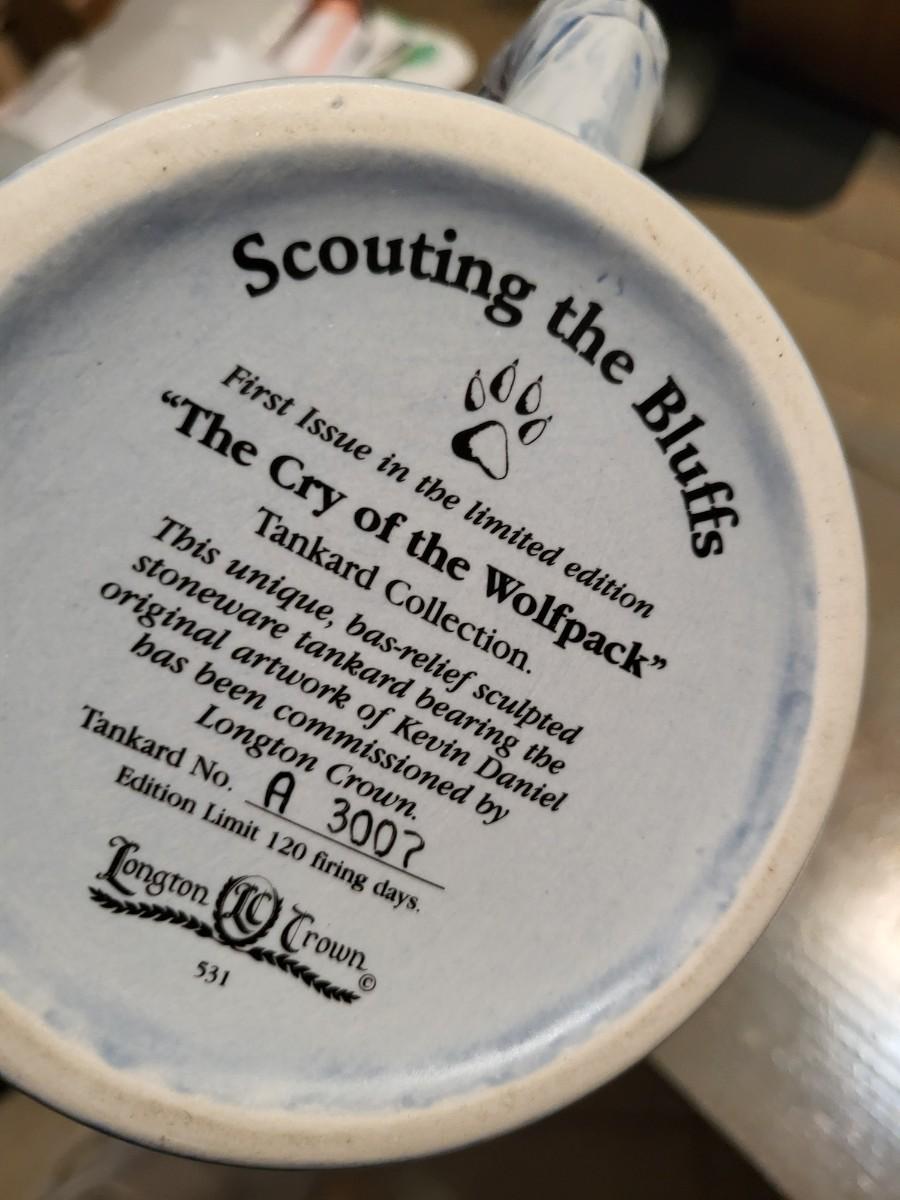 Scouting the Bluffs
First Issue in the limited edition
“The Cry of the Wolfpack”
Tankard Collection.
This unique, bas-relief sculpted
stoneware tankard bearing the
original artwork of Kevin Daniel
has been commissioned by
Longton Crown.
Tankard No. A 3007
Edition Limit 120 firing days.
Longton LC Crown ©
531